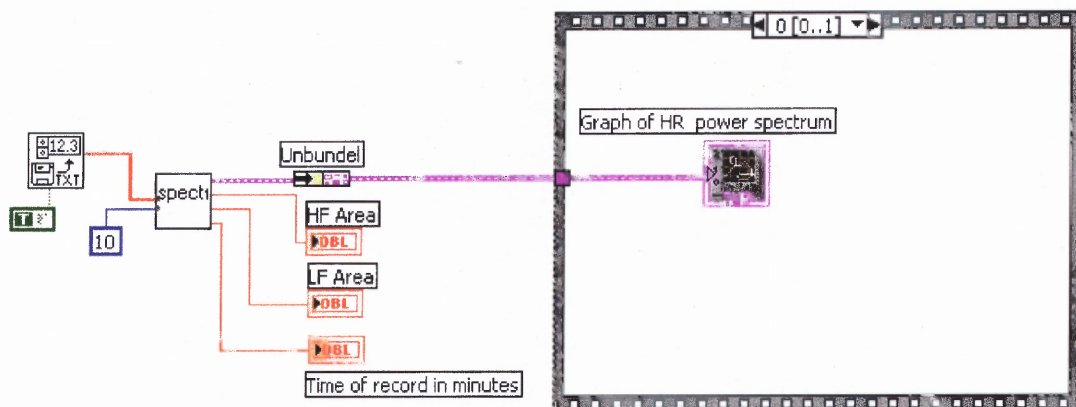 0 [0..1]
Graph of HR power spectrum
12.3
TXT
Unbundel
spect
T
10
HF Area
DBL
LF Area
DBL
DBL
Time of record in minutes